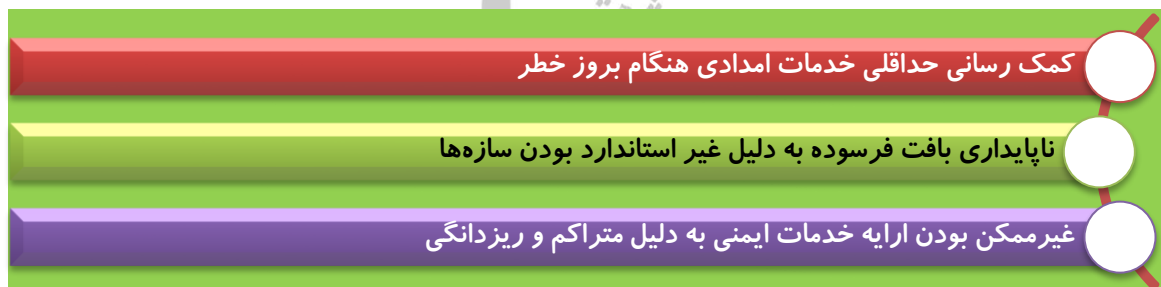 کمک رسانی حداقلی خدمات امدادی هنگام بروز خطر
ناپایداری بافت فرسوده به دلیل غیر استاندارد بودن سازه‌ها
غیرممکن بودن ارایه خدمات ایمنی به دلیل متراکم و ریزدانگی